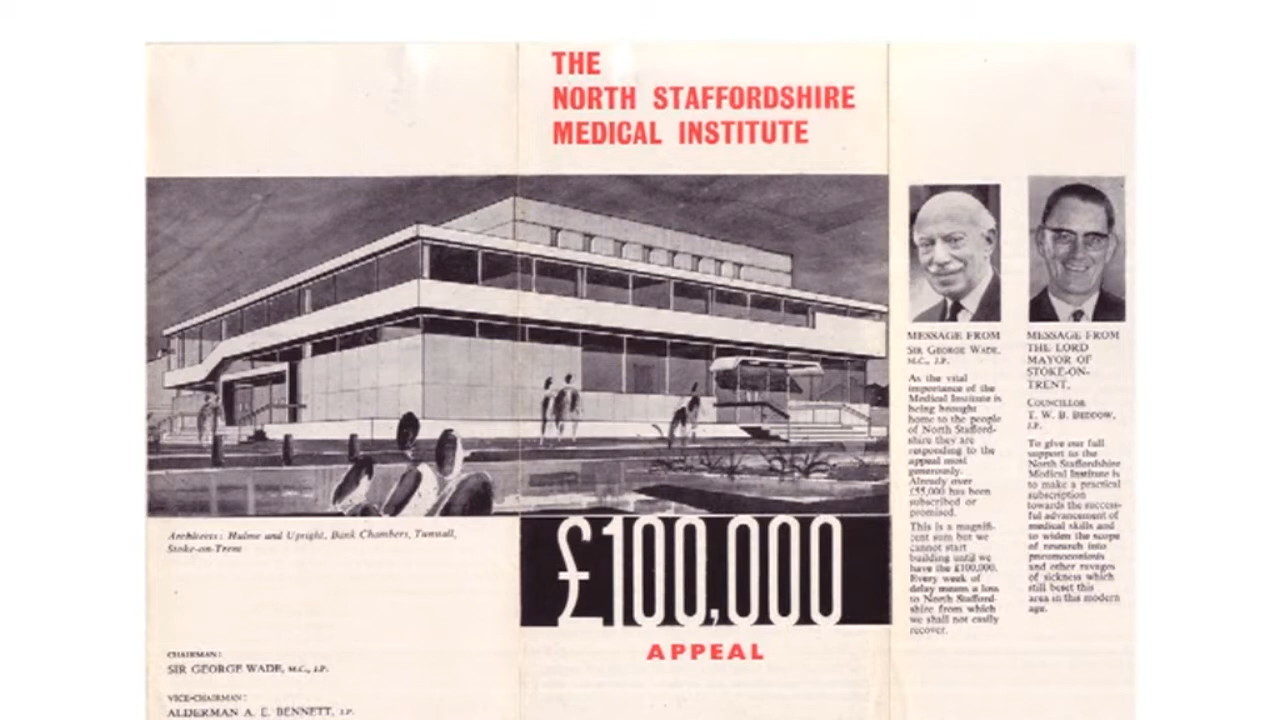 THE
NORTH STAFFORDSHIRE
MEDICAL INSTITUTE
Architects: Hulme and Upright, Bank Chambers, Tunstall,
Stoke-on-Trent
£100,000
APPEAL
CHAIRMAN:
SIR GEORGE WADE, M.C., J.P.
VICE-CHAIRMAN:
ALDERMAN A. E. BENNETT, J.P.
MESSAGE FROM
SIR GEORGE WADE,
M.C., J.P.
As the vital
importance of the
Medical Institute is
being brought
home to the people
of North Stafford-
shire they are
responding to the
appeal most
generously.
Already over
£55,000 has been
subscribed or
promised.
This is a magnifi-
cent sum but we
cannot start
building until we
have the £100,000.
Every week of
delay means a loss
to North Stafford-
shire from which
we shall not easily
recover.
MESSAGE FROM
THE LORD
MAYOR OF
STOKE-ON-
TRENT,
COUNCILLOR
T. W. B. BEDDOW,
J.P.
To give our full
support to the
North Staffordshire
Medical Institute is
to make a practical
subscription
towards the success-
ful advancement of
medical skills and
to widen the scope
of research into
pneumoconiosis
and other ravages
of sickness which
still beset this
area in this modern
age.